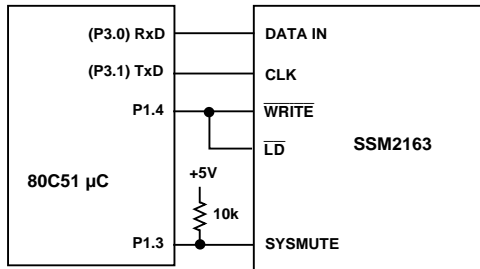 (P3.0) RxD
DATA IN
(P3.1) TxD
CLK
P1.4
WRITE
LD
SSM2163
80C51 µC
+5V
10k
P1.3
SYSMUTE